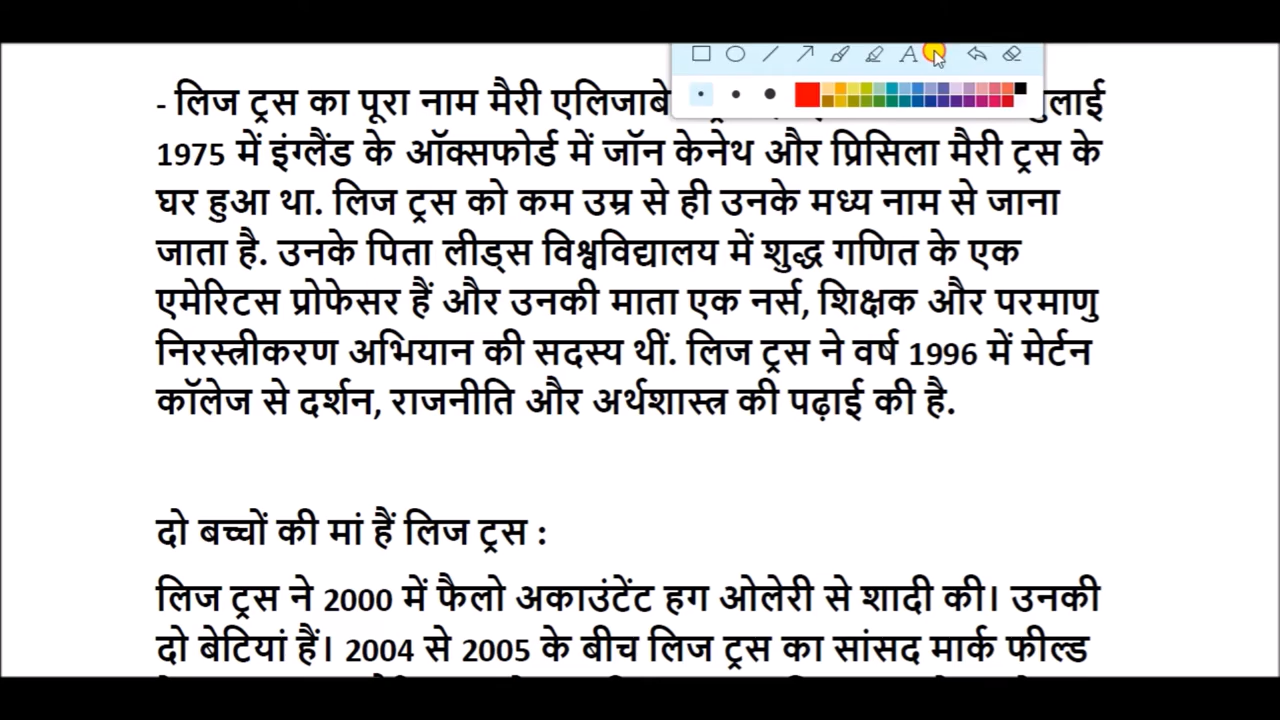 - लिज ट्रस का पूरा नाम मैरी
1975 में इंग्लैंड के ऑक्सफोर्ड में जॉन केनेथ और प्रिसिला मैरी ट्रस के
घर हुआ था. लिज ट्रस को कम उम्र से ही उनके मध्य नाम से जाना
जाता है. उनके पिता लीड्स विश्वविद्यालय में शुद्ध गणित के एक
एमेरिटस प्रोफेसर हैं और उनकी माता एक नर्स, शिक्षक और परमाणु
निरस्त्रीकरण अभियान की सदस्य थीं. लिज ट्रस ने वर्ष 1996 में मेर्टन
कॉलेज से दर्शन, राजनीति और अर्थशास्त्र की पढ़ाई की है.
दो बच्चों की मां हैं लिज ट्रस :
लिज ट्रस ने 2000 में फैलो अकाउंटेंट हग ओलेरी से शादी की। उनकी
दो बेटियां हैं। 2004 से 2005 के बीच लिज ट्रस का सांसद मार्क फील्ड